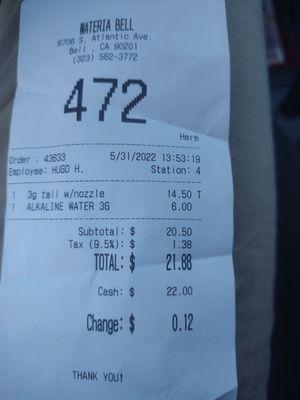 MATERIA BELL
6706 S. Atlantic Ave.
Bell , CA 90201
(323) 562-3772
472
Here
Order : 43633 5/31/2022 13:53:19
Employee: HUGO H. Station: 4
1 3g tall w/nozzle 14.50 T
1 ALKALINE WATER 3G 6.00
Subtotal: $ 20.50
Tax (9.5%): $ 1.38
TOTAL: $ 21.88
Cash: $ 22.00
Change: $ 0.12
THANK YOU!